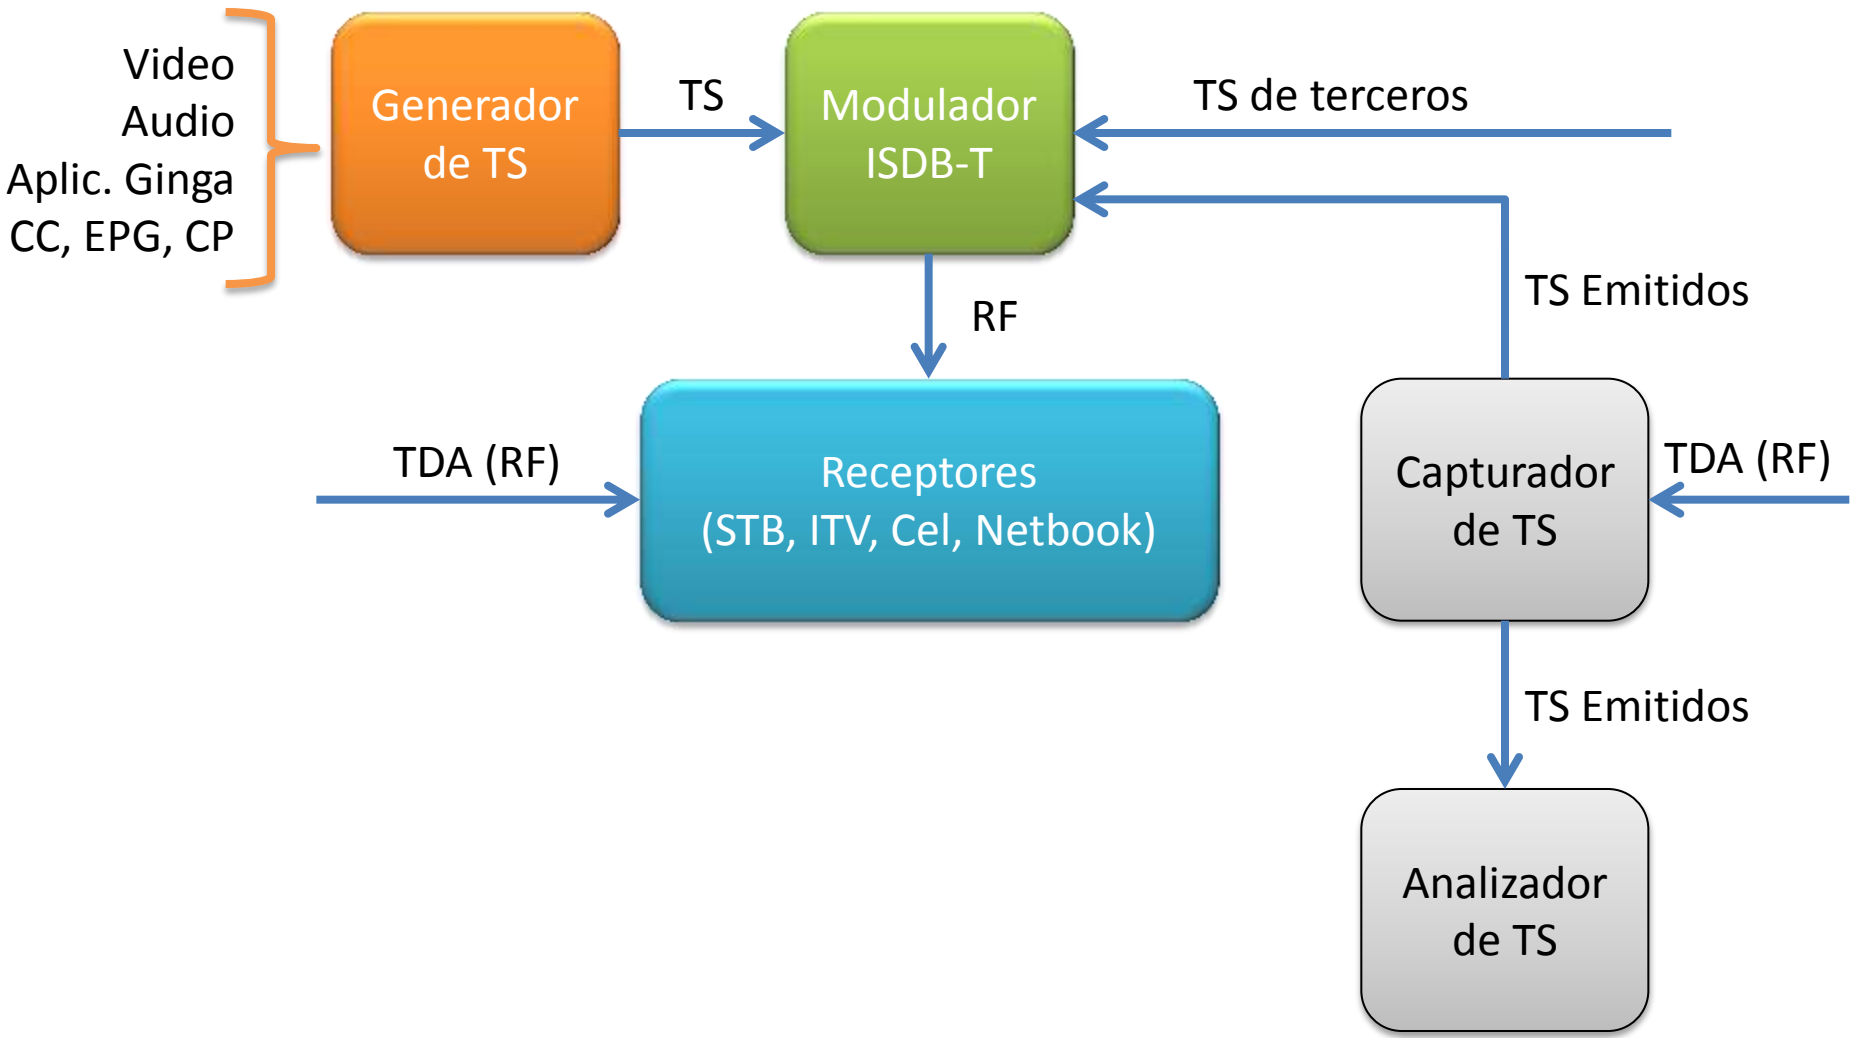 Video
Audio
Aplic. Ginga
CC, EPG, CP
Generador
de TS
TS
Modulador
ISDB-T
TS de terceros
TS Emitidos
RF
TDA (RF)
Receptores
(STB, ITV, Cel, Netbook)
Capturador
de TS
TDA (RF)
TS Emitidos
Analizador
de TS